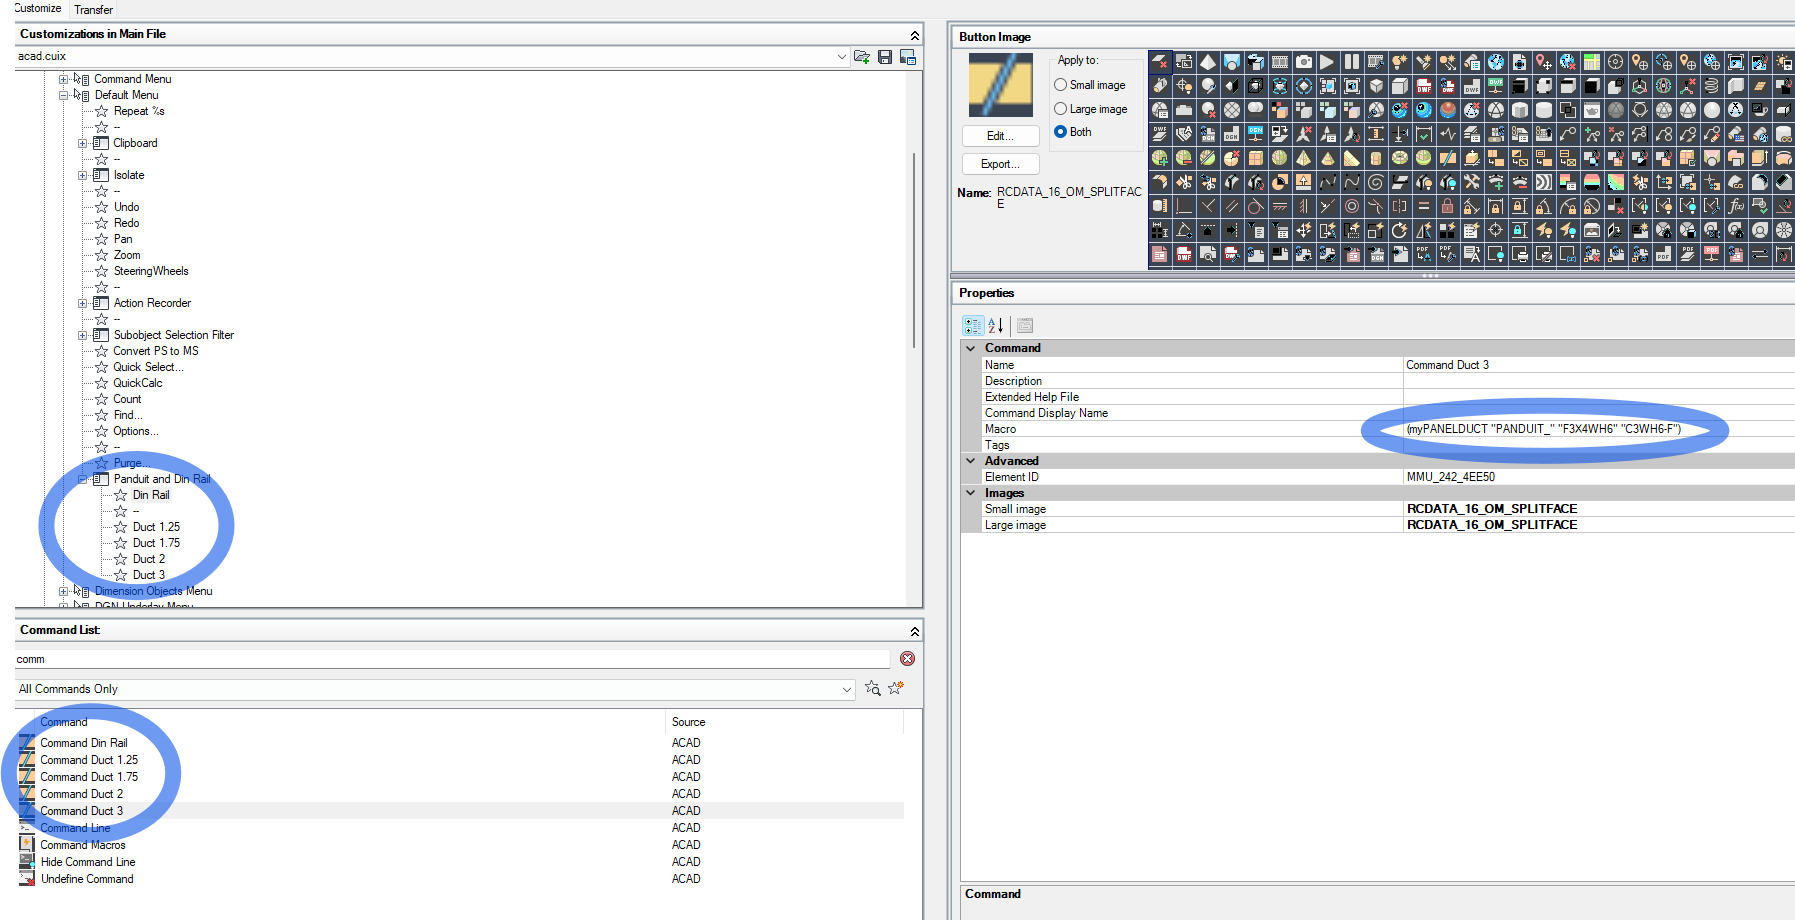 Customize
Transfer
Customizations in Main File
acad.cuix
Command Menu
Default Menu
Repeat %s
--
Clipboard
--
Isolate
--
Undo
Redo
Pan
Zoom
SteeringWheels
--
Action Recorder
--
Subobject Selection Filter
Convert PS to MS
Quick Select...
QuickCalc
Count
Find...
Options...
--
Purge...
Panduit and Din Rail
Din Rail
--
Duct 1.25
Duct 1.75
Duct 2
Duct 3
Dimension Objects Menu
DGN Underlay Menu
Command List:
comm
All Commands Only
Command Source
Command Din Rail ACAD
Command Duct 1.25 ACAD
Command Duct 1.75 ACAD
Command Duct 2 ACAD
Command Duct 3 ACAD
Command Line ACAD
Command Macros ACAD
Hide Command Line ACAD
Undefine Command ACAD
Button Image
Apply to:
Small image
Large image
Both
Edit...
Export...
Name: RCDATA_16_OM_SPLITFAC
E
Properties
Command
Name Command Duct 3
Description
Extended Help File
Command Display Name
Macro (myPANELDUCT "PANDUIT_" "F3X4WH6" "C3WH6-F")
Tags
Advanced
Element ID MMU_242_4EE50
Images
Small image RCDATA_16_OM_SPLITFACE
Large image RCDATA_16_OM_SPLITFACE
Command